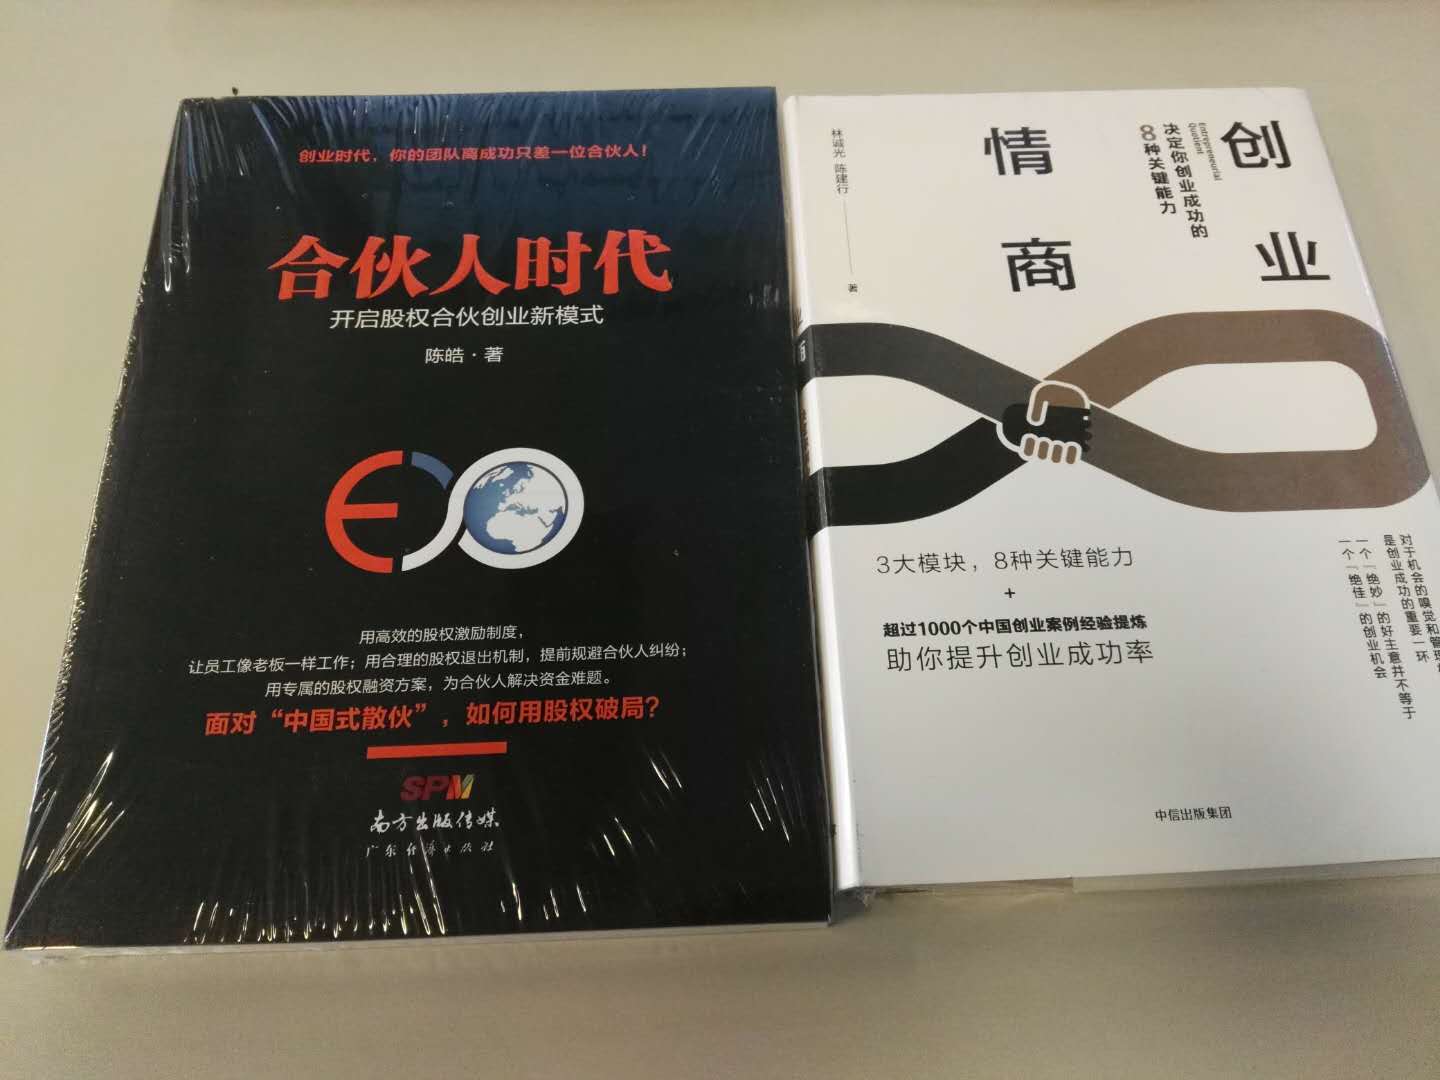 创业时代，你的团队离成功只差一位合伙人！
合伙人时代
开启股权合伙创业新模式
陈皓·著
用高效的股权激励制度，
让员工像老板一样工作；用合理的股权退出机制，提前规避合伙人纠纷；
用专属的股权融资方案，为合伙人解决资金难题。
面对“中国式散伙”，如何用股权破局？
SPM
南方出版传媒
广东经济出版社
创业
情商
Entrepreneurial
Quotient
决定你创业成功的
8种关键能力
林诚光 陈建行
著
3大模块，8种关键能力
+
超过1000个中国创业案例经验提炼
助你提升创业成功率
对于机会的嗅觉和管理
是创业成功的重要一环
一个『绝妙』的好主意并不等于
一个『绝佳』的创业机会
中信出版集团